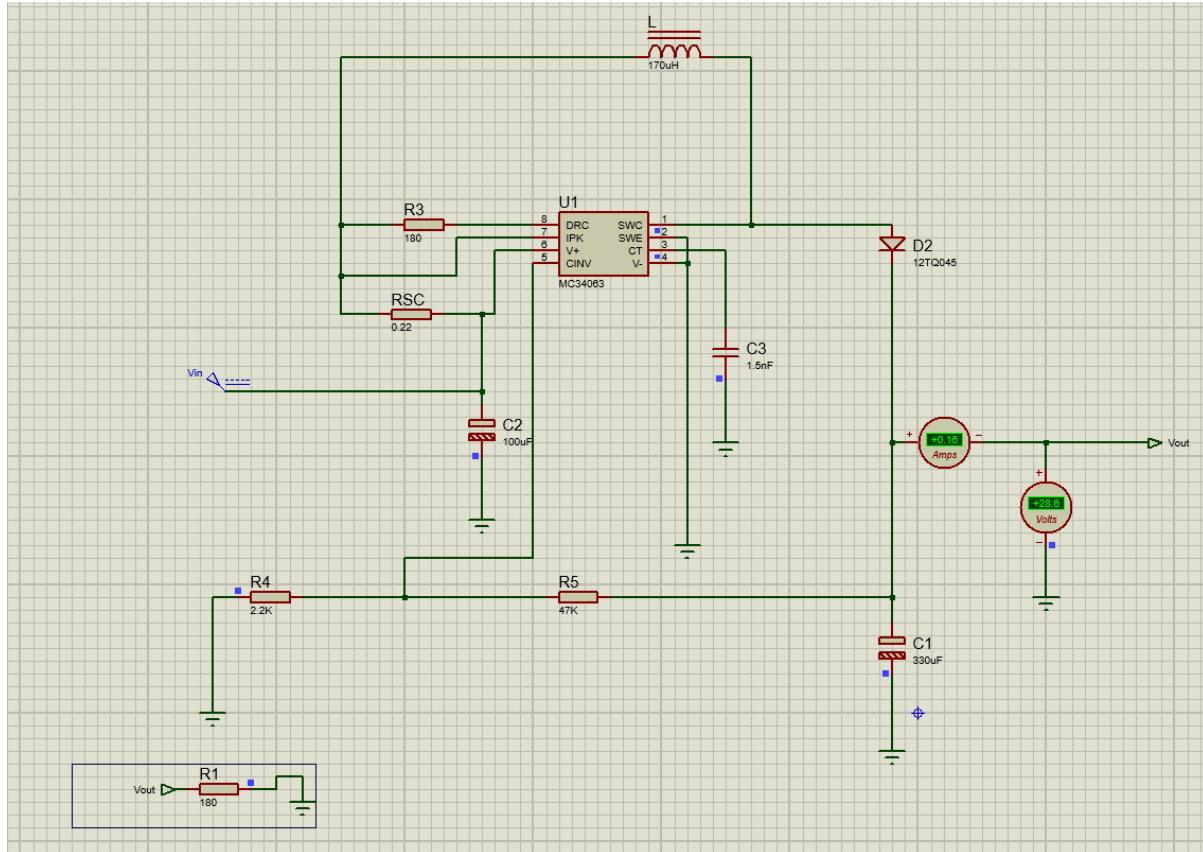 L
170uH
R3
180
U1
8 DRC SWC 1
7 IPK SWE 2
6 V+ CT 3
5 CINV V- 4
MC34063
D2
12TQ045
RSC
0.22
C3
1.5nF
Vin
C2
100uF
+ +0.16 −
Amps
Vout
+
+28.6
Volts
−
R4
2.2K
R5
47K
C1
330uF
R1
Vout
180